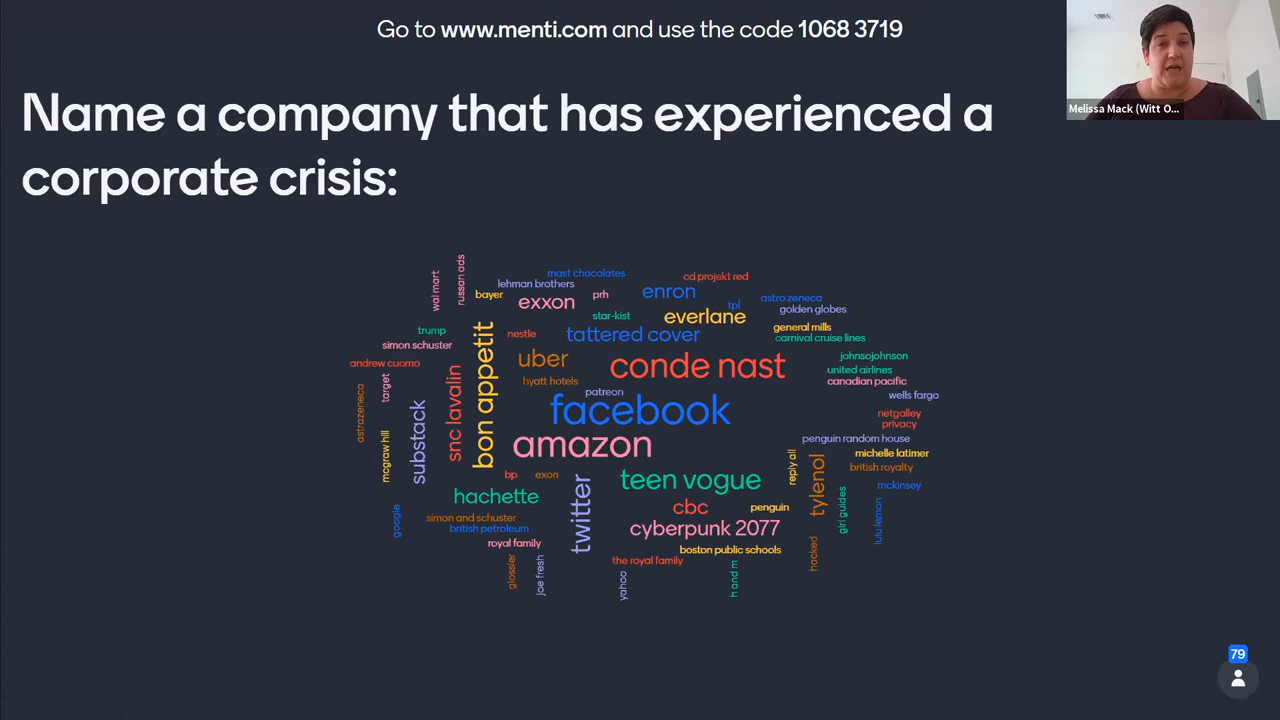 Go to www.menti.com and use the code 1068 3719
Melissa Mack (Witt O...
Name a company that has experienced a
corporate crisis:
mast chocolates
cd projekt red
lehman brothers
russan ads
wal mart
bayer
exxon
prh
enron
tpl
astro zeneca
golden globes
star-kist
everlane
trump
nestle
tattered cover
general mills
carnival cruise lines
simon schuster
andrew cuomo
uber
conde nast
johnsojohnson
united airlines
canadian pacific
hyatt hotels
patreon
wells fargo
target
astrazeneca
substack
snc lavalin
bon appetit
facebook
netgalley
privacy
mcgraw hill
amazon
penguin random house
michelle latimer
reply all
british royalty
tylenol
bp
exon
teen vogue
mckinsey
hachette
twitter
cbc
penguin
girl guides
lulu lemon
google
simon and schuster
british petroleum
cyberpunk 2077
royal family
boston public schools
hacked
glossier
joe fresh
the royal family
yahoo
h and m
79